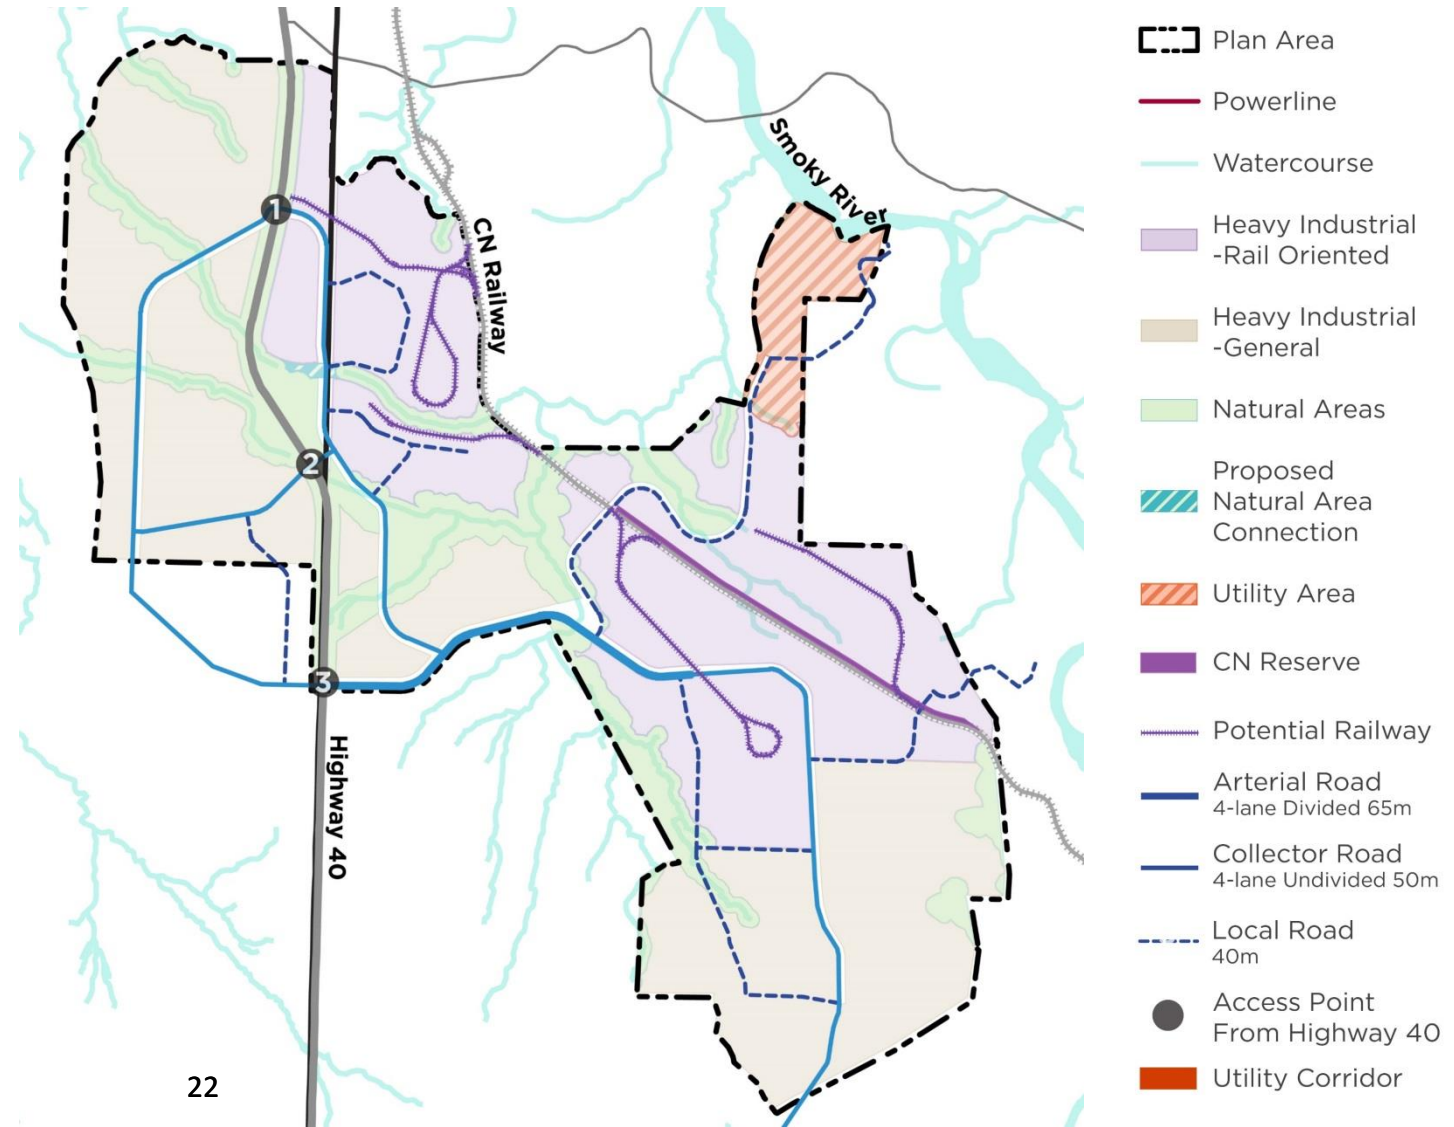 Smoky River
CN Railway
1
2
3
Highway 40
22
Plan Area
Powerline
Watercourse
Heavy Industrial
-Rail Oriented
Heavy Industrial
-General
Natural Areas
Proposed
Natural Area
Connection
Utility Area
CN Reserve
Potential Railway
Arterial Road
4-lane Divided 65m
Collector Road
4-lane Undivided 50m
Local Road
40m
Access Point
From Highway 40
Utility Corridor